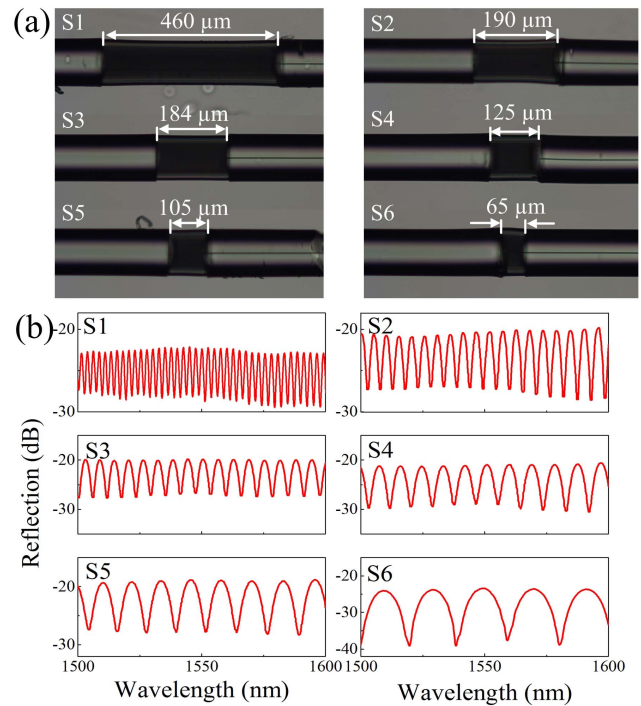 (a)
S1 460 µm
S2 190 µm
S3 184 µm
S4 125 µm
S5 105 µm
S6 65 µm
(b)
Reflection (dB)
S1 -20 -30
S2 -20 -30
S3 -20 -30
S4 -20 -30
S5 -20 -30
S6 -20 -30 -40
1500 1550 1600
1500 1550 1600
Wavelength (nm)
Wavelength (nm)